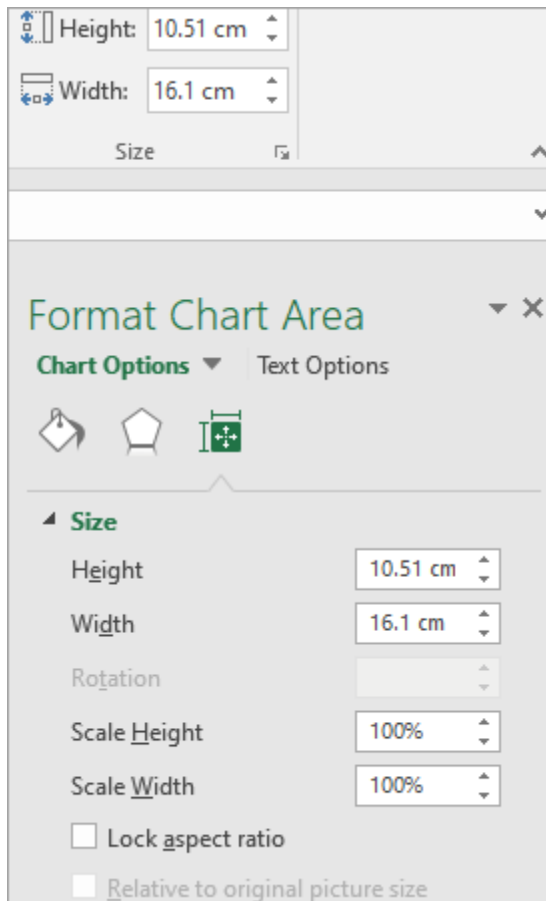 Height: 10.51 cm
Width: 16.1 cm
Size
Format Chart Area
Chart Options Text Options
Size
Height 10.51 cm
Width 16.1 cm
Rotation
Scale Height 100%
Scale Width 100%
Lock aspect ratio
Relative to original picture size